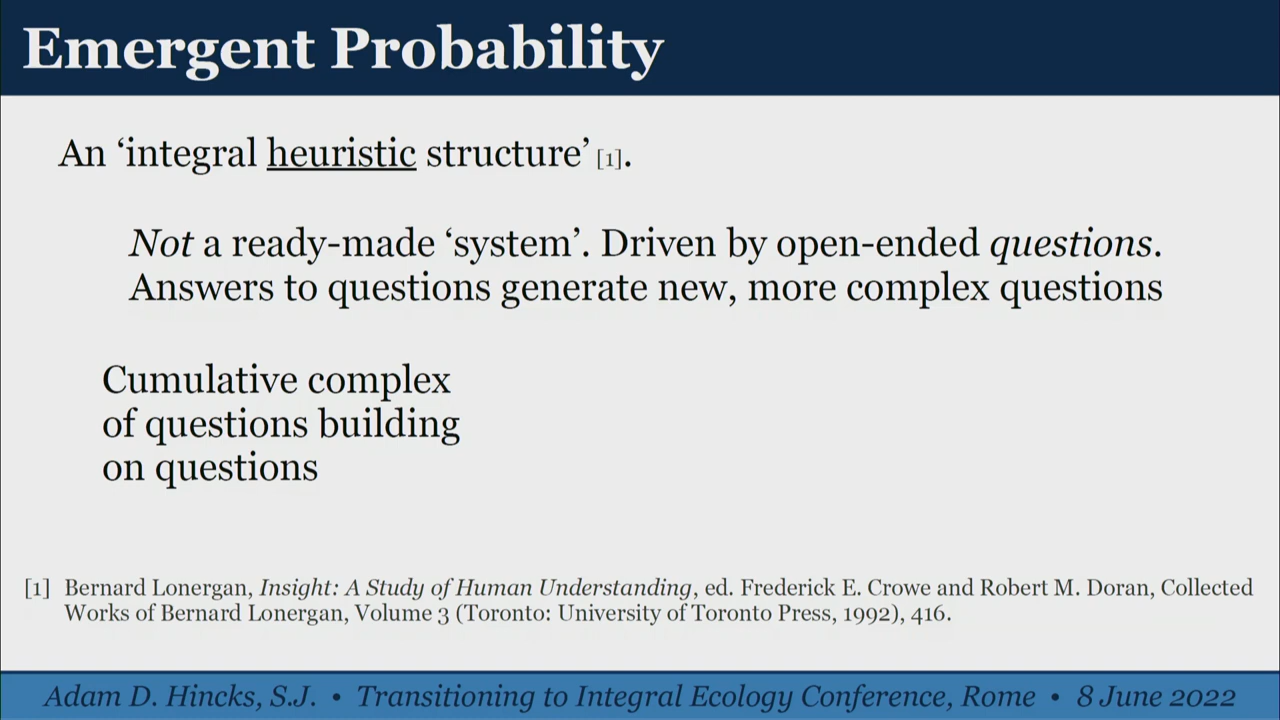 Emergent Probability
An ‘integral heuristic structure’ [1].
Not a ready-made ‘system’. Driven by open-ended questions.
Answers to questions generate new, more complex questions
Cumulative complex
of questions building
on questions
[1] Bernard Lonergan, Insight: A Study of Human Understanding, ed. Frederick E. Crowe and Robert M. Doran, Collected
Works of Bernard Lonergan, Volume 3 (Toronto: University of Toronto Press, 1992), 416.
Adam D. Hincks, S.J. • Transitioning to Integral Ecology Conference, Rome • 8 June 2022